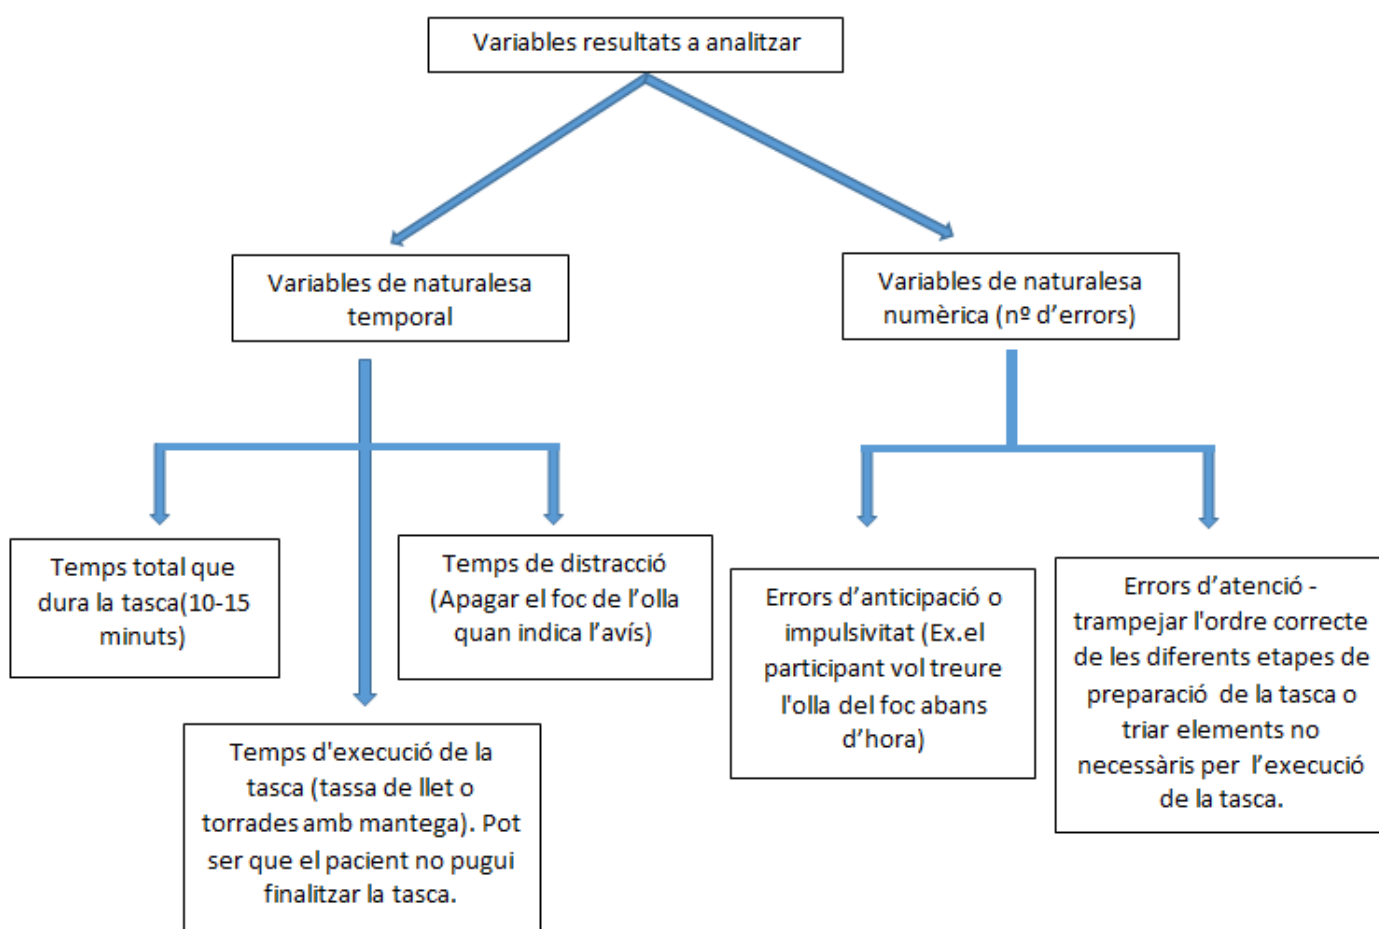 Variables resultats a analitzar
Variables de naturalesa
temporal
Variables de naturalesa
numèrica (nº d’errors)
Temps total que
dura la tasca(10-15
minuts)
Temps de distracció
(Apagar el foc de l’olla
quan indica l’avís)
Temps d'execució de la
tasca (tassa de llet o
torrades amb mantega). Pot
ser que el pacient no pugui
finalitzar la tasca.
Errors d’anticipació o
impulsivitat (Ex.el
participant vol treure
l'olla del foc abans
d’hora)
Errors d’atenció -
trampejar l'ordre correcte
de les diferents etapes de
preparació de la tasca o
triar elements no
necessàris per l’execució
de la tasca.